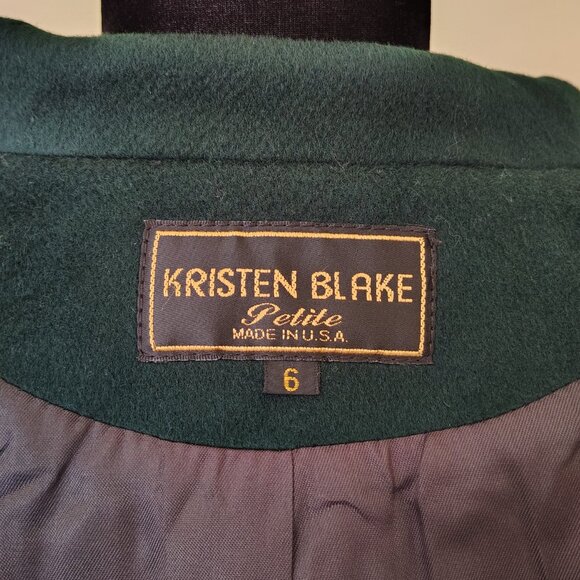 KRISTEN BLAKE
Petite
MADE IN U.S.A.
6